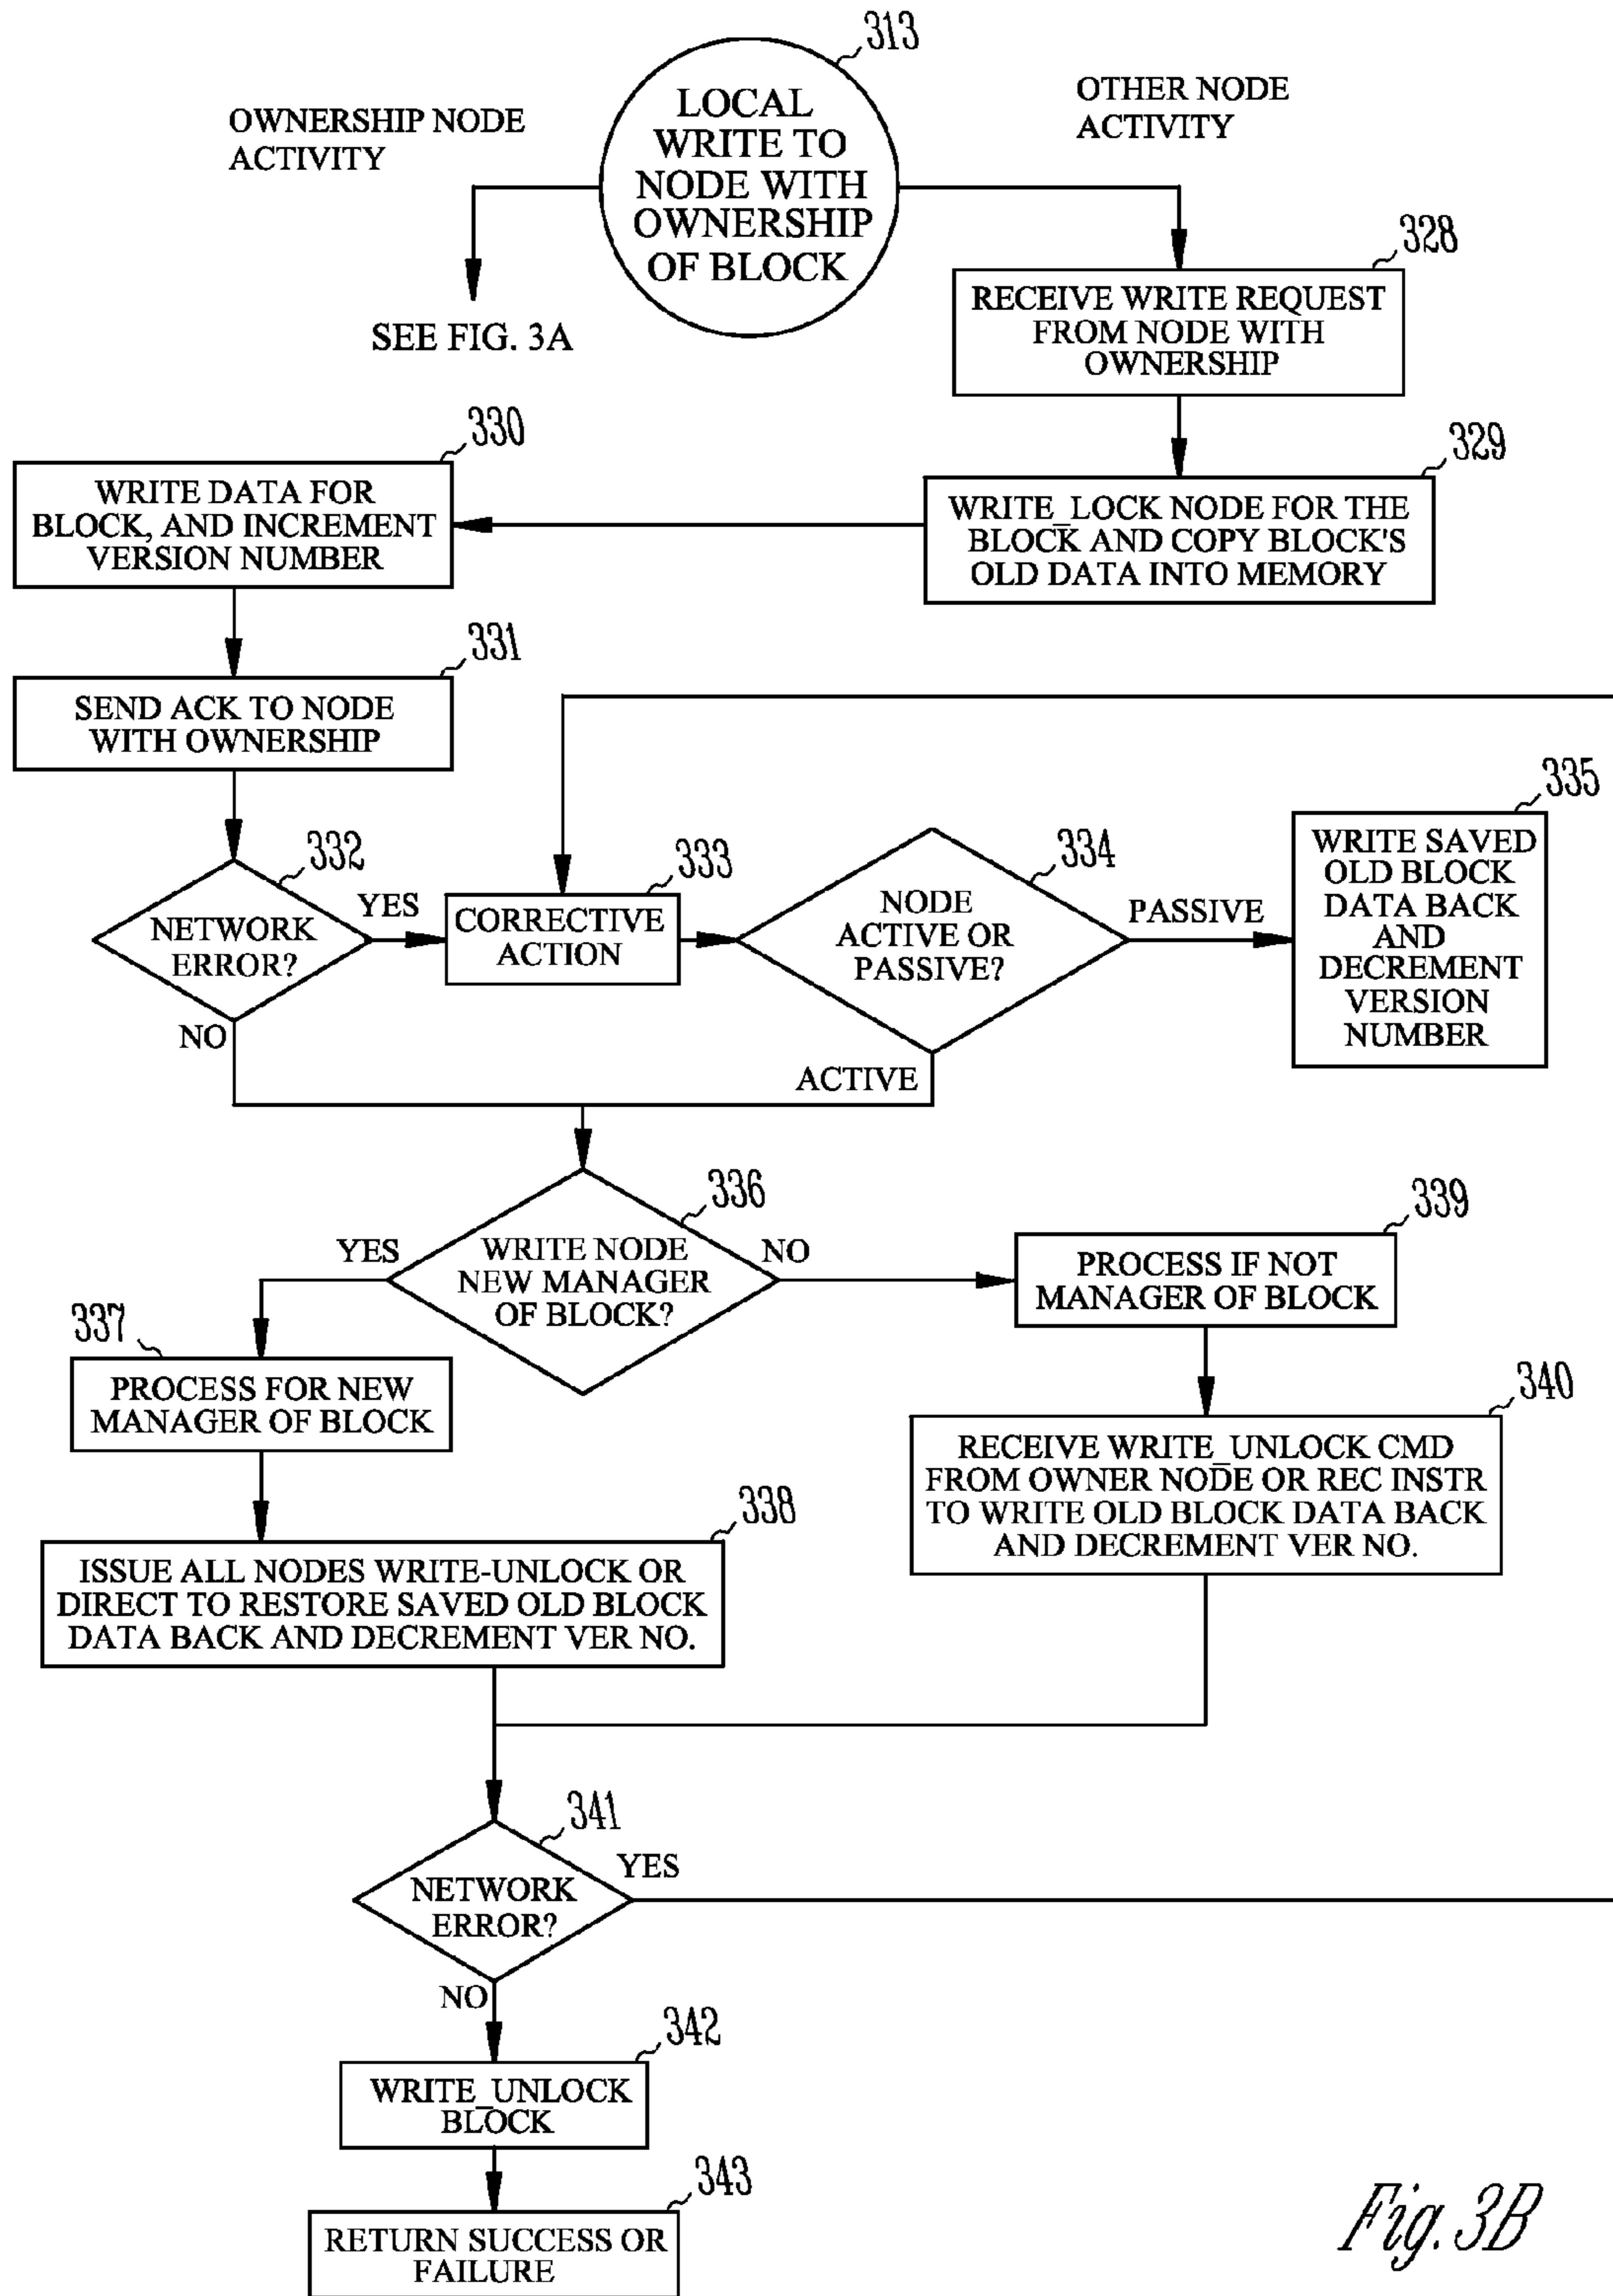 313
OWNERSHIP NODE
ACTIVITY
LOCAL
WRITE TO
NODE WITH
OWNERSHIP
OF BLOCK
OTHER NODE
ACTIVITY
SEE FIG. 3A
328
RECEIVE WRITE REQUEST
FROM NODE WITH
OWNERSHIP
329
WRITE_LOCK NODE FOR THE
BLOCK AND COPY BLOCK'S
OLD DATA INTO MEMORY
330
WRITE DATA FOR
BLOCK, AND INCREMENT
VERSION NUMBER
331
SEND ACK TO NODE
WITH OWNERSHIP
332
NETWORK
ERROR?
YES
NO
333
CORRECTIVE
ACTION
334
NODE
ACTIVE OR
PASSIVE?
PASSIVE
ACTIVE
335
WRITE SAVED
OLD BLOCK
DATA BACK
AND
DECREMENT
VERSION
NUMBER
336
WRITE NODE
NEW MANAGER
OF BLOCK?
YES
NO
337
PROCESS FOR NEW
MANAGER OF BLOCK
338
ISSUE ALL NODES WRITE-UNLOCK OR
DIRECT TO RESTORE SAVED OLD BLOCK
DATA BACK AND DECREMENT VER NO.
339
PROCESS IF NOT
MANAGER OF BLOCK
340
RECEIVE WRITE_UNLOCK CMD
FROM OWNER NODE OR REC INSTR
TO WRITE OLD BLOCK DATA BACK
AND DECREMENT VER NO.
341
NETWORK
ERROR?
YES
NO
342
WRITE_UNLOCK
BLOCK
343
RETURN SUCCESS OR
FAILURE
Fig. 3B